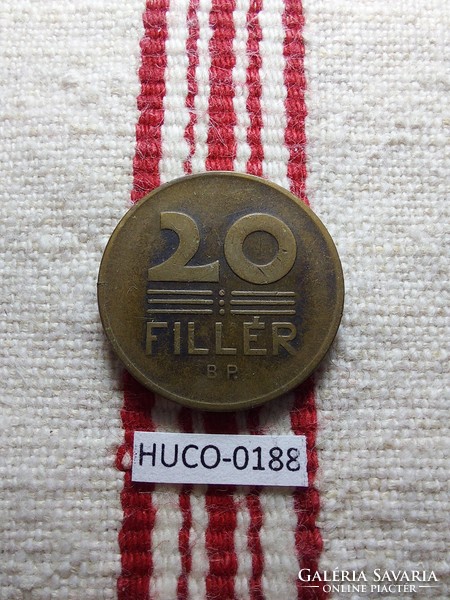 20
FILLÉR
BP.
HUCO-0188
GALÉRIA SAVARIA
ONLINE PIACTÉR